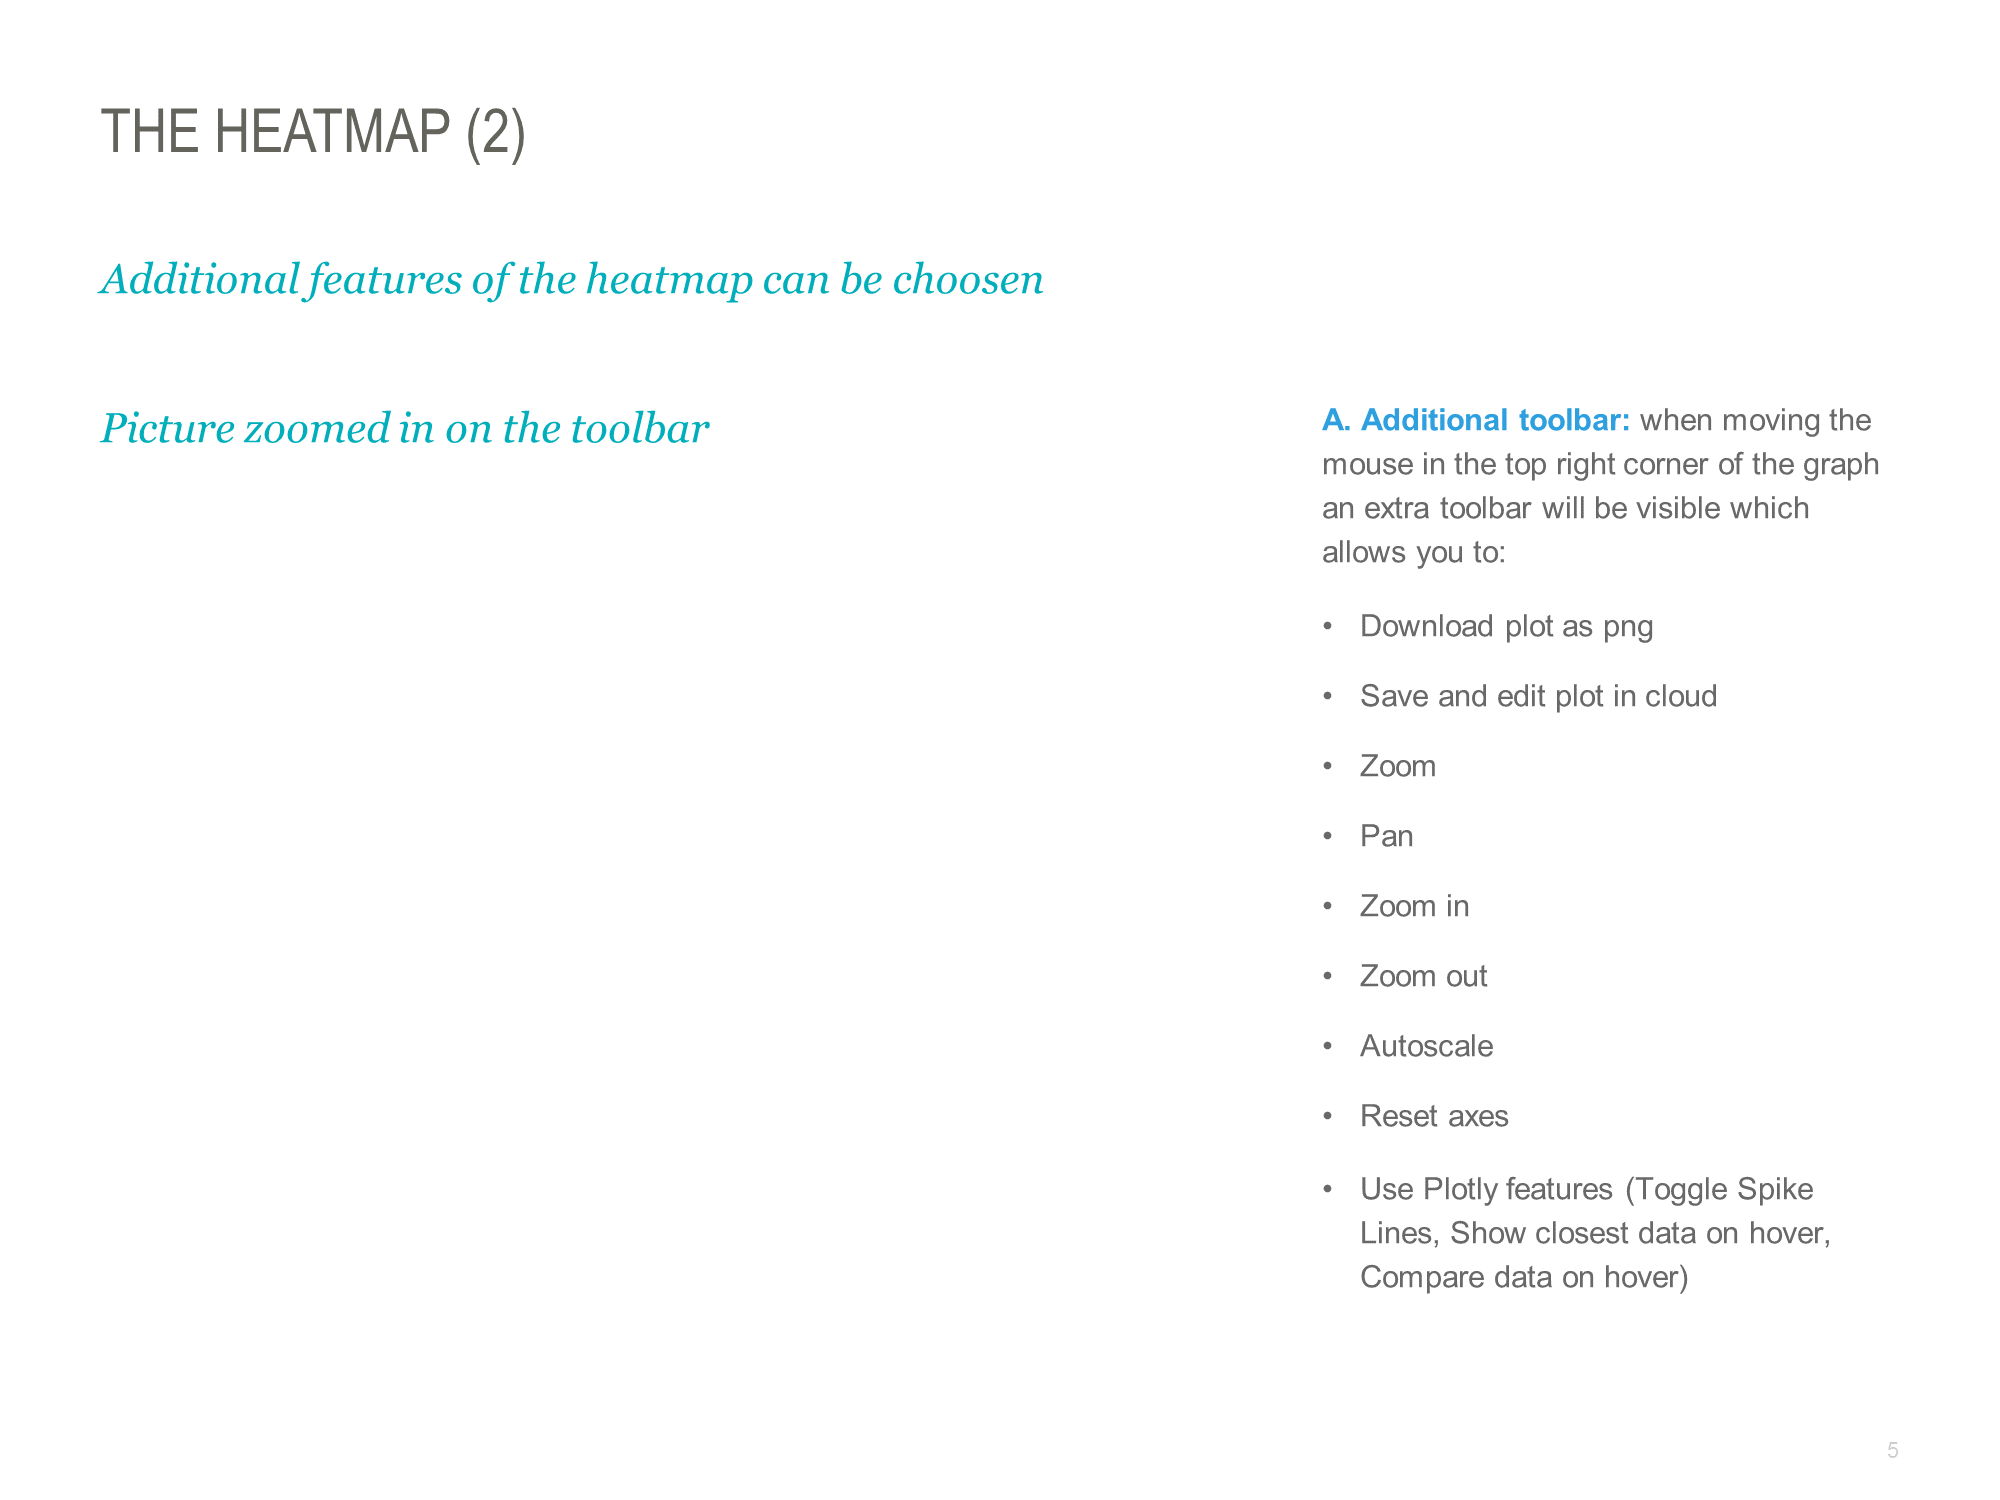 THE HEATMAP (2)
Additional features of the heatmap can be choosen
Picture zoomed in on the toolbar
A. Additional toolbar: when moving the
mouse in the top right corner of the graph
an extra toolbar will be visible which
allows you to:
• Download plot as png
• Save and edit plot in cloud
• Zoom
• Pan
• Zoom in
• Zoom out
• Autoscale
• Reset axes
• Use Plotly features (Toggle Spike
Lines, Show closest data on hover,
Compare data on hover)
5